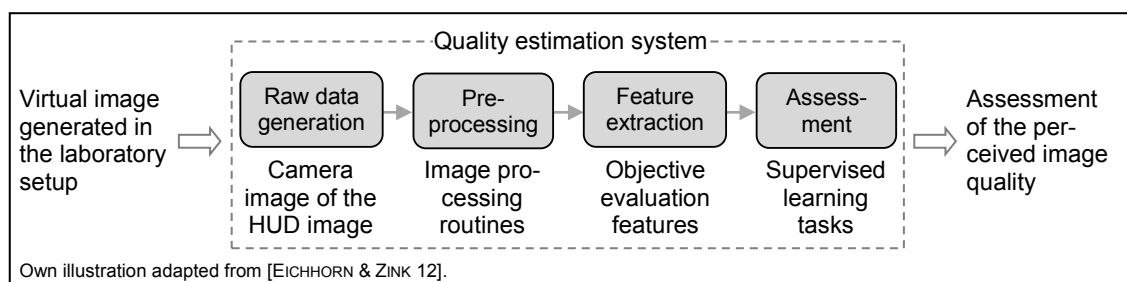 Quality estimation system
Virtual image
generated in
the laboratory
setup
Raw data
generation
Camera
image of the
HUD image
Pre-
processing
Image pro-
cessing
routines
Feature
extraction
Objective
evaluation
features
Assess-
ment
Supervised
learning
tasks
Assessment
of the per-
ceived image
quality
Own illustration adapted from [EICHHORN & ZINK 12].